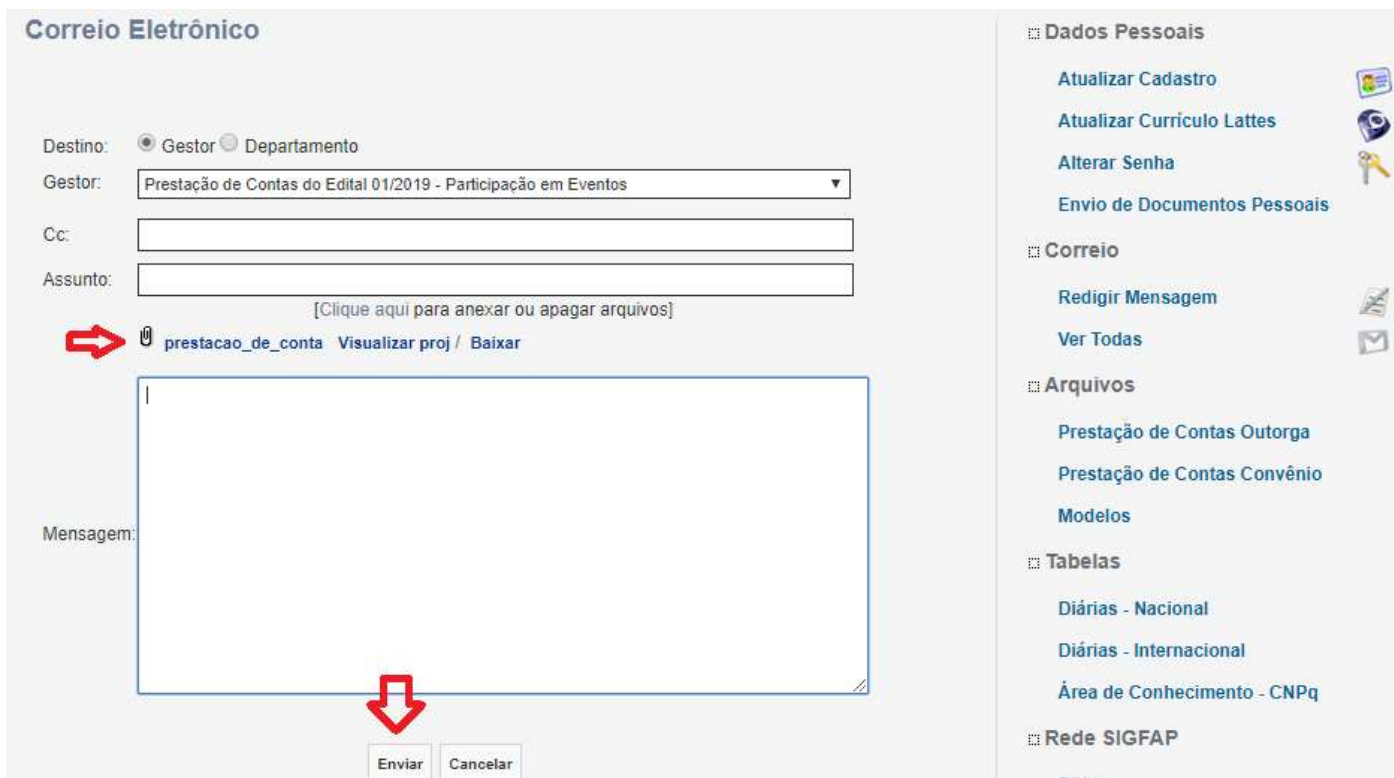 Correio Eletrônico
Destino: Gestor Departamento
Gestor: Prestação de Contas do Edital 01/2019 - Participação em Eventos
Cc:
Assunto:
[Clique aqui para anexar ou apagar arquivos]
prestacao_de_conta Visualizar proj / Baixar
Mensagem:
Enviar Cancelar
Dados Pessoais
Atualizar Cadastro
Atualizar Currículo Lattes
Alterar Senha
Envio de Documentos Pessoais
Correio
Redigir Mensagem
Ver Todas
Arquivos
Prestação de Contas Outorga
Prestação de Contas Convênio
Modelos
Tabelas
Diárias - Nacional
Diárias - Internacional
Área de Conhecimento - CNPq
Rede SIGFAP